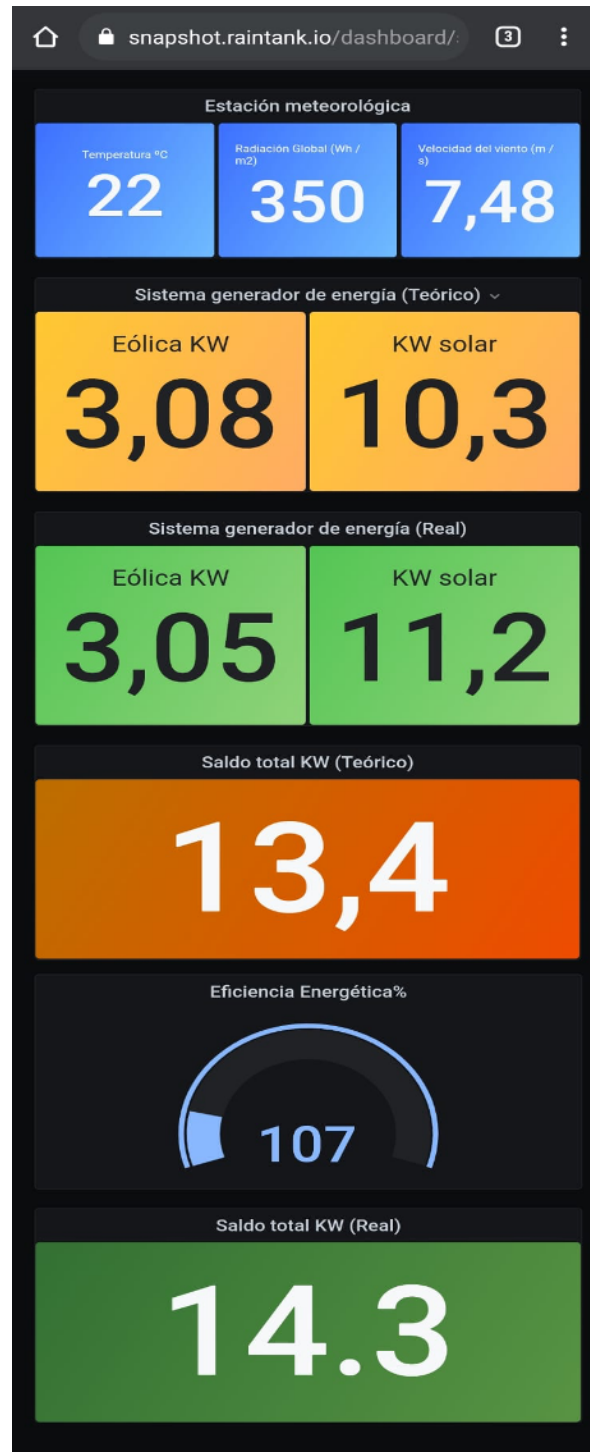 snapshot.raintank.io/dashboard/
3
Estación meteorológica
Temperatura ºC
22
Radiación Global (Wh /
m2)
350
Velocidad del viento (m /
s)
7,48
Sistema generador de energía (Teórico)
Eólica KW
3,08
KW solar
10,3
Sistema generador de energía (Real)
Eólica KW
3,05
KW solar
11,2
Saldo total KW (Teórico)
13,4
Eficiencia Energética%
107
Saldo total KW (Real)
14.3